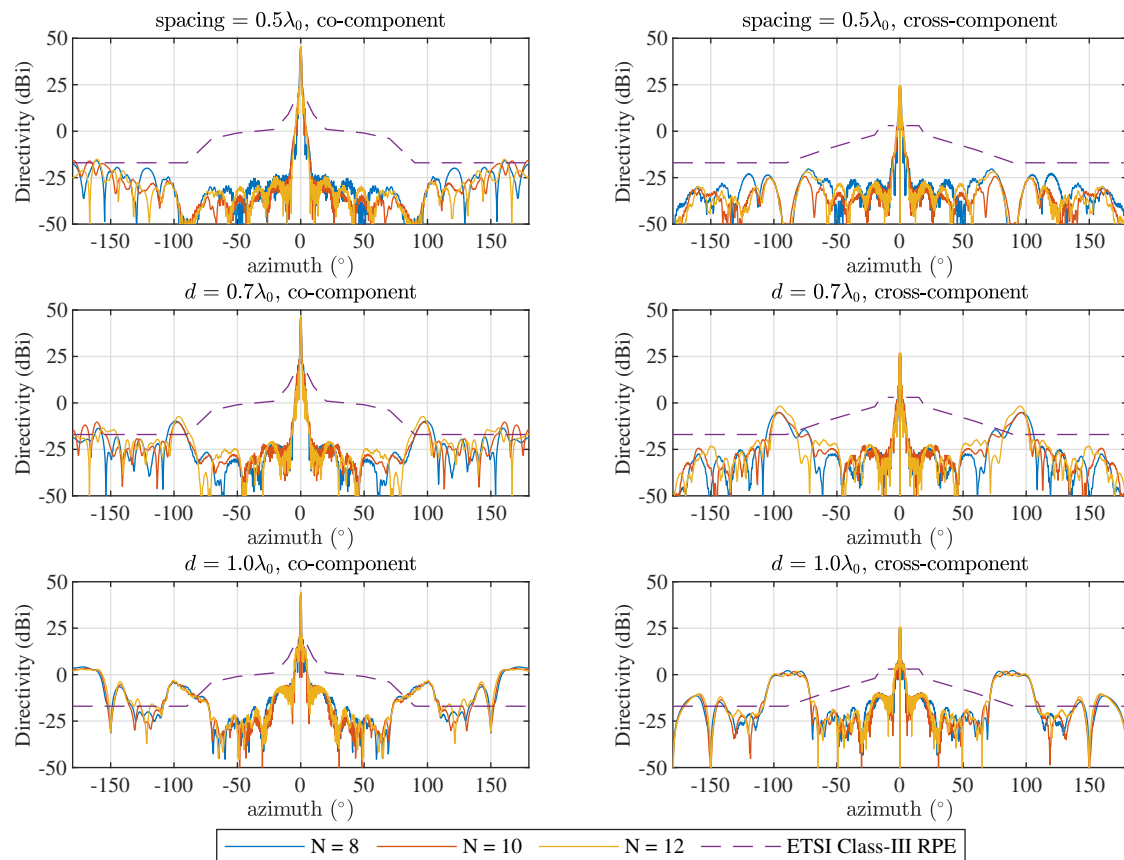 spacing = 0.5λ₀, co-component
50
25
0
-25
-50
Directivity (dBi)
-150 -100 -50 0 50 100 150
azimuth (°)
spacing = 0.5λ₀, cross-component
50
25
0
-25
-50
Directivity (dBi)
-150 -100 -50 0 50 100 150
azimuth (°)
d = 0.7λ₀, co-component
50
25
0
-25
-50
Directivity (dBi)
-150 -100 -50 0 50 100 150
azimuth (°)
d = 0.7λ₀, cross-component
50
25
0
-25
-50
Directivity (dBi)
-150 -100 -50 0 50 100 150
azimuth (°)
d = 1.0λ₀, co-component
50
25
0
-25
-50
Directivity (dBi)
-150 -100 -50 0 50 100 150
azimuth (°)
d = 1.0λ₀, cross-component
50
25
0
-25
-50
Directivity (dBi)
-150 -100 -50 0 50 100 150
azimuth (°)
N = 8 N = 10 N = 12 ETSI Class-III RPE